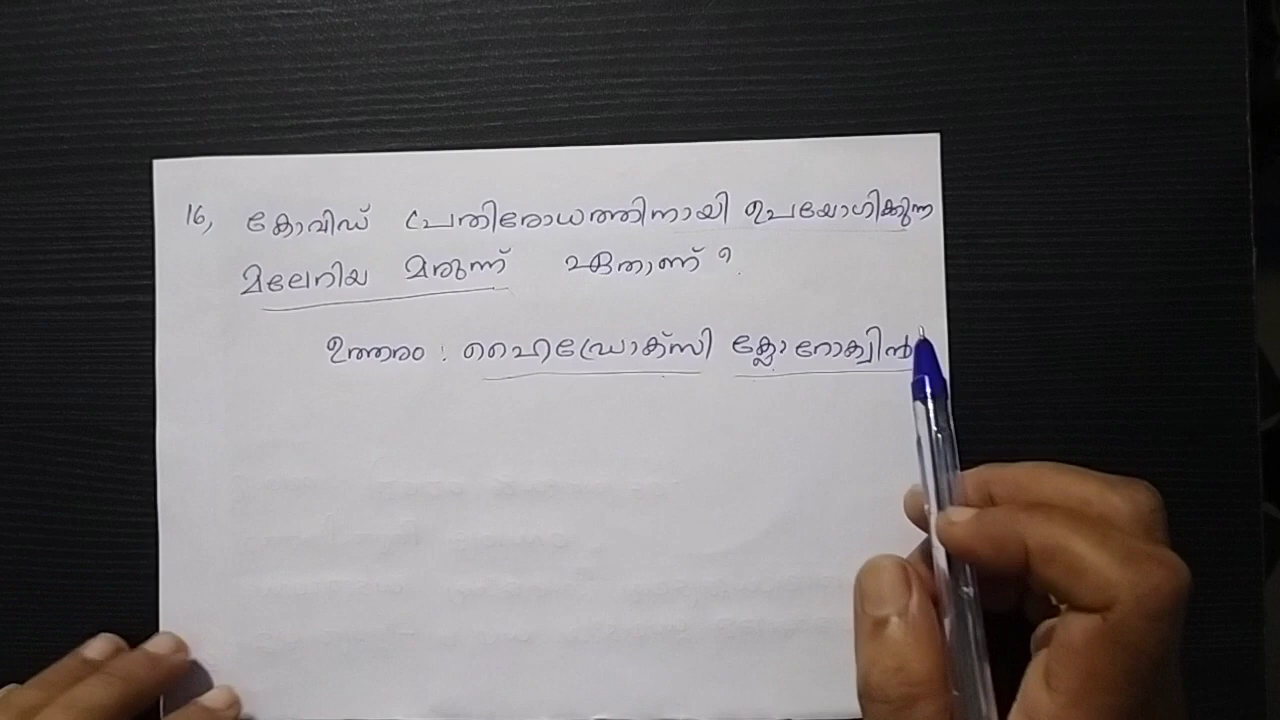 16, കോവിഡ് പ്രതിരോധത്തിനായി ഉപയോഗിക്കുന്ന
മലേറിയ മരുന്ന് ഏതാണ് ?
ഉത്തരം : ഹൈഡ്രോക്സി ക്ലോറോക്വിൻ